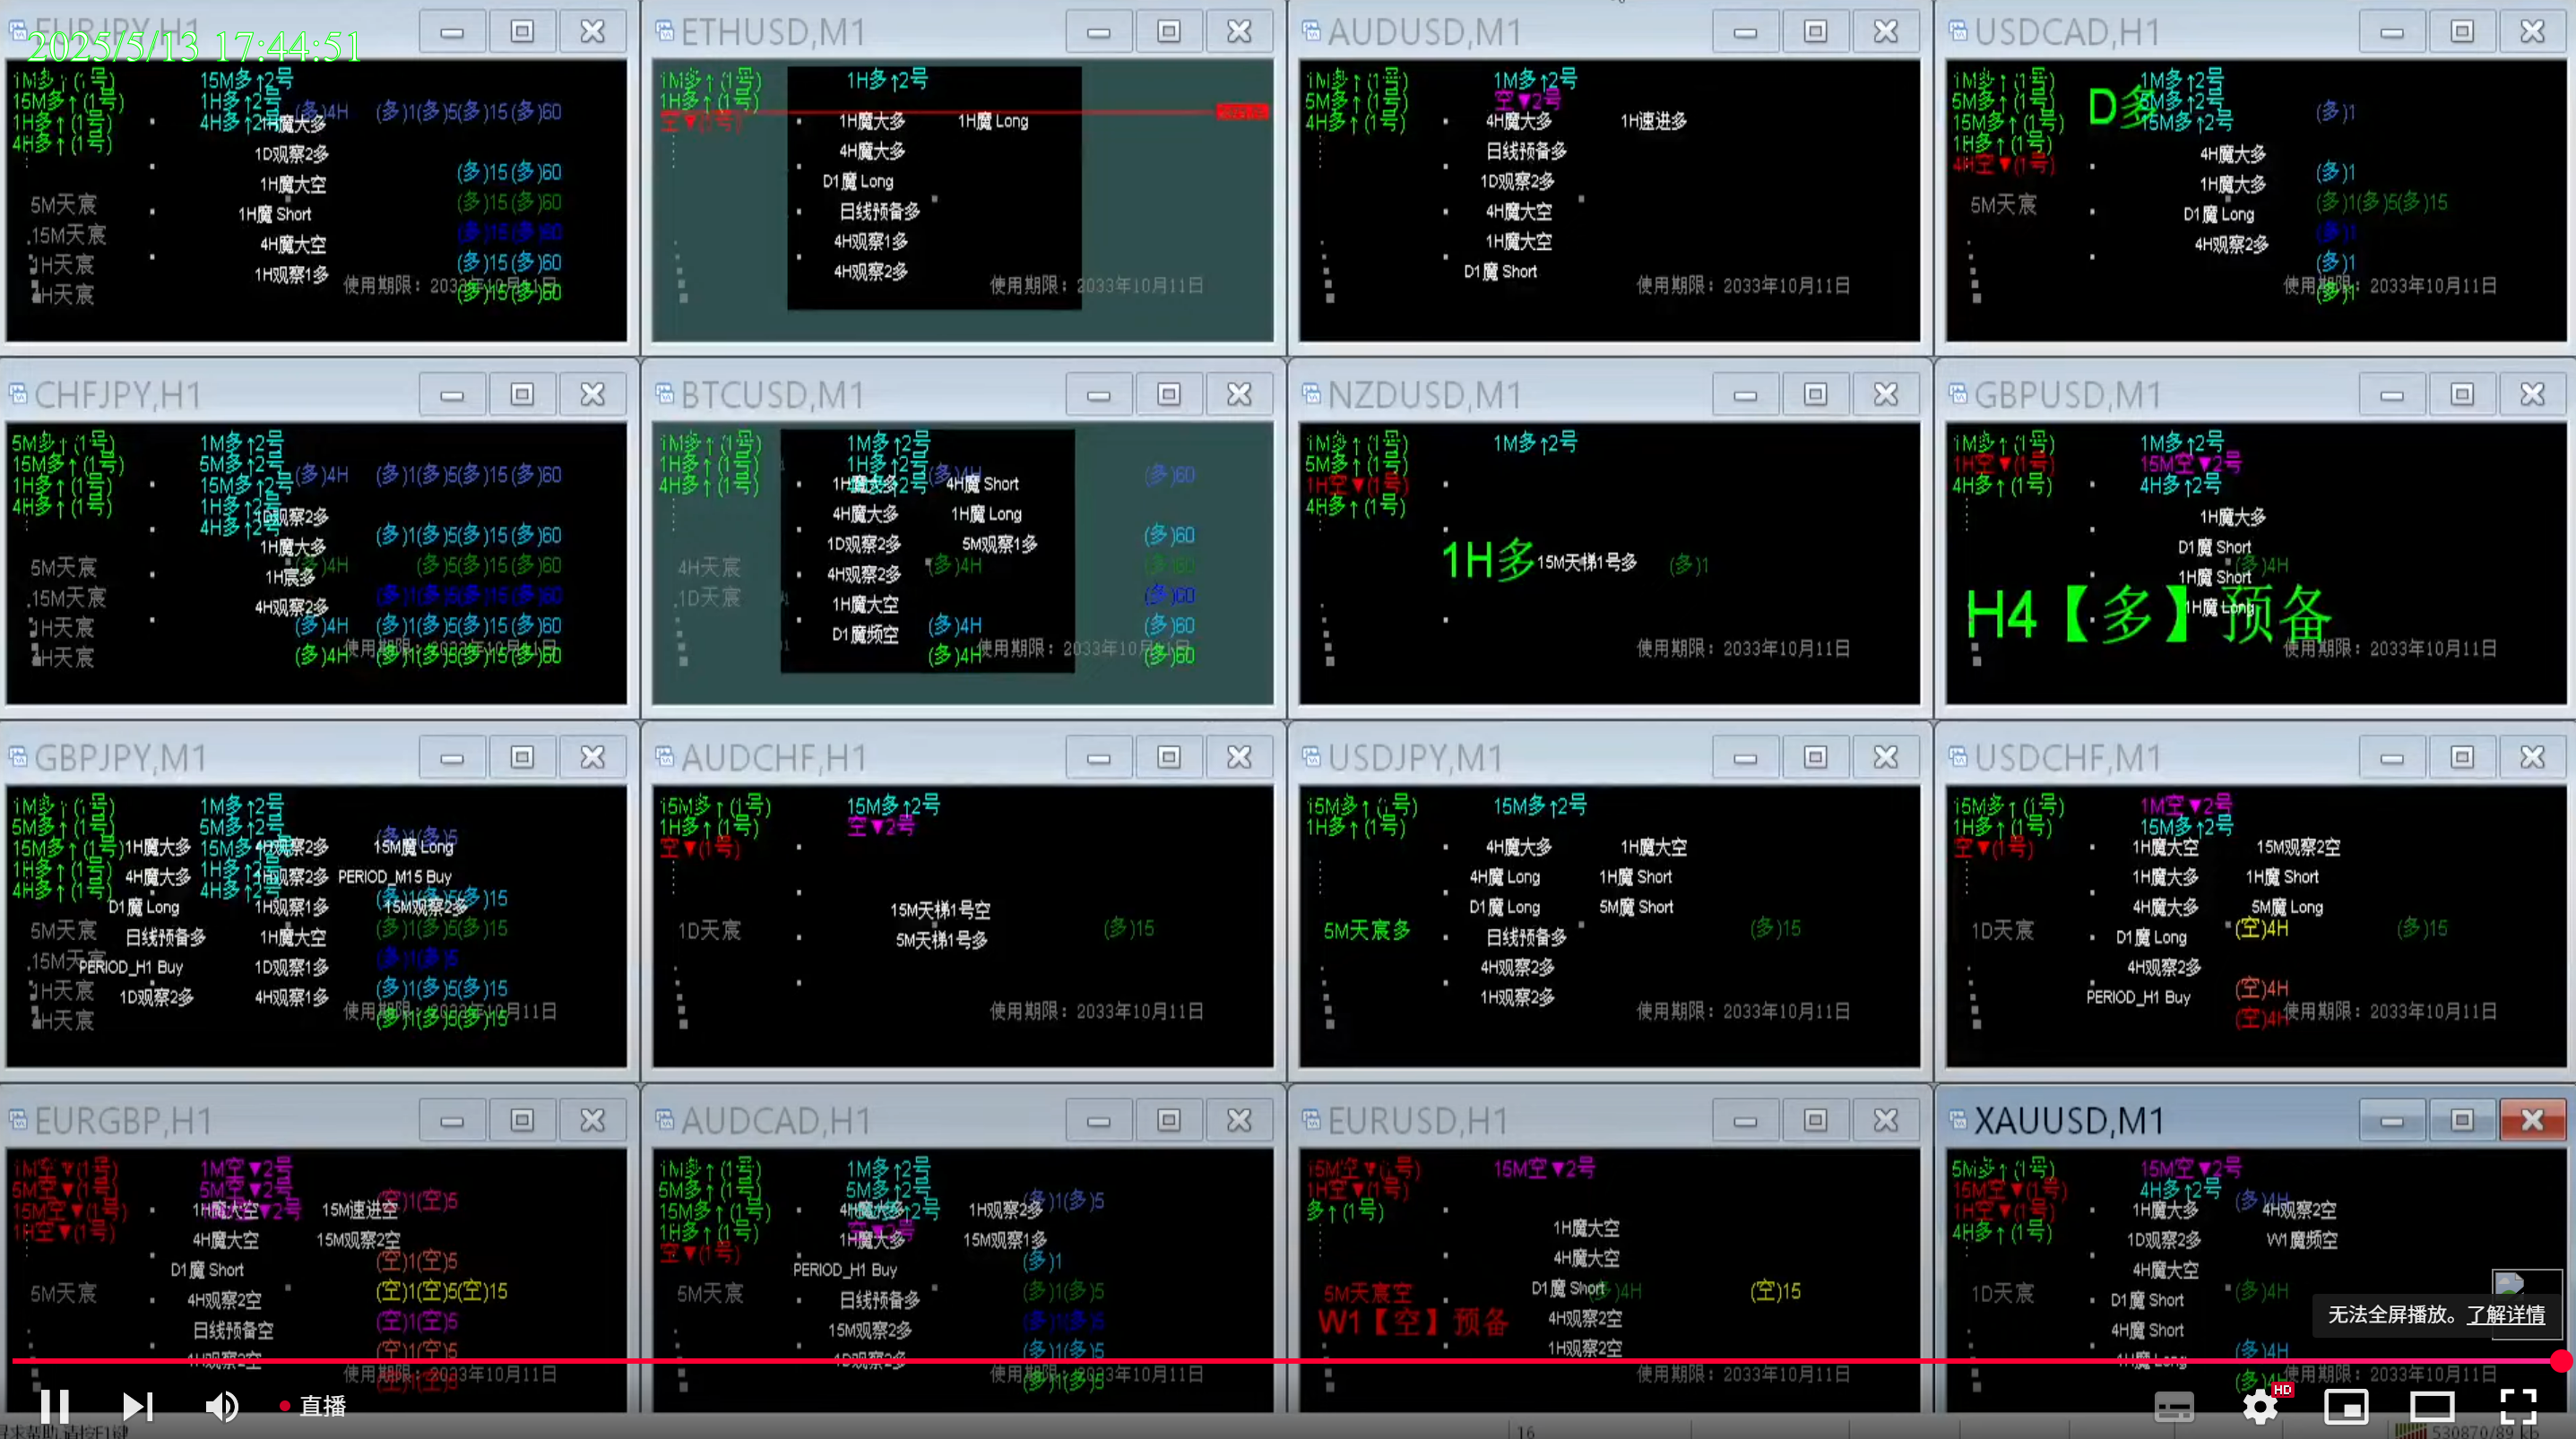 2025/5/13 17:44:51
EURJPY,H1
1M多↑(1号)
15M多↑(1号)
1H多↑(1号)
4H多↑(1号)
15M多↑2号
1H多↑2号
4H多↑2号
(多)4H (多)1(多)5(多)15(多)60
1H魔大多
1D观察2多
1H魔大空
1H魔 Short
4H魔大空
1H观察1多
(多)15(多)60
(多)15(多)60
(多)15(多)60
(多)15(多)60
(多)15(多)60
5M天宸
15M天宸
1H天宸
4H天宸
使用期限：2033年10月11日
ETHUSD,M1
1M多↑(1号)
1H多↑(1号)
空▼(1号)
1H多↑2号
1H魔大多 1H魔 Long
4H魔大多
D1魔 Long
日线预备多
4H观察1多
4H观察2多
使用期限：2033年10月11日
AUDUSD,M1
1M多↑(1号)
5M多↑(1号)
4H多↑(1号)
1M多↑2号
空▼2号
4H魔大多 1H速进多
日线预备多
1D观察2多
4H魔大空
1H魔大空
D1魔 Short
使用期限：2033年10月11日
USDCAD,H1
1M多↑(1号)
5M多↑(1号)
15M多↑(1号)
1H多↑(1号)
4H空▼(1号)
D多
1M多↑2号
5M多↑2号
15M多↑2号
4H魔大多
1H魔大多
D1魔 Long
4H观察2多
(多)1
(多)1
(多)1(多)5(多)15
(多)1
(多)1
(多)1
5M天宸
使用期限：2033年10月11日
CHFJPY,H1
5M多↑(1号)
15M多↑(1号)
1H多↑(1号)
4H多↑(1号)
1M多↑2号
5M多↑2号
15M多↑2号
1H多↑2号
4H多↑2号
(多)4H (多)1(多)5(多)15(多)60
1D观察2多
1H魔大多
1H宸多
4H观察2多
(多)1(多)5(多)15(多)60
(多)4H (多)5(多)15(多)60
(多)1(多)5(多)15(多)60
(多)4H (多)1(多)5(多)15(多)60
(多)4H (多)1(多)5(多)15(多)60
5M天宸
15M天宸
1H天宸
4H天宸
BTCUSD,M1
1M多↑(1号)
1H多↑(1号)
4H多↑(1号)
1M多↑2号
1H多↑2号
4H多↑2号
(多)4H (多)60
1H魔大多 4H魔 Short
4H魔大多 1H魔 Long
1D观察2多 5M观察1多
4H观察2多
1H魔大空
D1魔频空
(多)60
(多)4H (多)60
(多)60
(多)4H (多)60
(多)4H (多)60
4H天宸
1D天宸
NZDUSD,M1
1M多↑(1号)
5M多↑(1号)
1H空▼(1号)
4H多↑(1号)
1M多↑2号
1H多 15M天梯1号多 (多)1
使用期限：2033年10月11日
GBPUSD,M1
1M多↑(1号)
1H空▼(1号)
4H多↑(1号)
1M多↑2号
15M空▼2号
4H多↑2号
1H魔大多
D1魔 Short
1H魔 Short
(多)4H
1H魔 Long
H4【多】预备
使用期限：2033年10月11日
GBPJPY,M1
1M多↑(1号)
5M多↑(1号)
15M多↑(1号)
1H多↑(1号)
4H多↑(1号)
1M多↑2号
5M多↑2号
15M多↑2号
1H多↑2号
4H多↑2号
(多)1(多)5
1H魔大多 4H观察2多 15M魔 Long
4H魔大多 1H观察2多 PERIOD_M15 Buy
D1魔 Long 1H观察1多 15M观察2多
日线预备多 1H魔大空
PERIOD_H1 Buy 1D观察1多
1D观察2多 4H观察1多
(多)1(多)5(多)15
(多)1(多)5(多)15
(多)1(多)5
(多)1(多)5(多)15
(多)1(多)5(多)15
5M天宸
15M天宸
1H天宸
4H天宸
AUDCHF,H1
15M多↑(1号)
1H多↑(1号)
空▼(1号)
15M多↑2号
空▼2号
15M天梯1号空
5M天梯1号多
(多)15
1D天宸
使用期限：2033年10月11日
USDJPY,M1
15M多↑(1号)
1H多↑(1号)
15M多↑2号
4H魔大多 1H魔大空
4H魔 Long 1H魔 Short
D1魔 Long 5M魔 Short
日线预备多
4H观察2多
1H观察2多
5M天宸多
(多)15
使用期限：2033年10月11日
USDCHF,M1
15M多↑(1号)
1H多↑(1号)
空▼(1号)
1M空▼2号
15M多↑2号
1H魔大空 15M观察2空
1H魔大多 1H魔 Short
4H魔大多 5M魔 Long
D1魔 Long
4H观察2多
PERIOD_H1 Buy
(空)4H (多)15
(空)4H
(空)4H
1D天宸
使用期限：2033年10月11日
EURGBP,H1
1M空▼(1号)
5M空▼(1号)
15M空▼(1号)
1H空▼(1号)
1M空▼2号
5M空▼2号
1H魔大空 15M速进空
4H魔大空 15M观察2空
D1魔 Short
4H观察2空
日线预备空
(空)1(空)5
(空)1(空)5
(空)1(空)5(空)15
(空)1(空)5
(空)1(空)5
5M天宸
使用期限：2033年10月11日
AUDCAD,H1
1M多↑(1号)
5M多↑(1号)
15M多↑(1号)
1H多↑(1号)
空▼(1号)
1M多↑2号
5M多↑2号
15M多↑2号
空▼2号
4H魔大多 1H观察2多
1H魔大多 15M观察1多
PERIOD_H1 Buy
日线预备多
15M观察2多
1D观察2多
(多)1(多)5
(多)1
(多)1(多)5
(多)1(多)5
(多)1(多)5
(多)1(多)5
5M天宸
使用期限：2033年10月11日
EURUSD,H1
15M空▼(1号)
1H空▼(1号)
多↑(1号)
15M空▼2号
1H魔大空
4H魔大空
D1魔 Short
4H观察2空
1H观察2空
(多)4H (空)15
5M天宸空
W1【空】预备
使用期限：2033年10月11日
XAUUSD,M1
5M多↑(1号)
15M空▼(1号)
1H空▼(1号)
4H多↑(1号)
15M空▼2号
4H多↑2号
(多)4H
1H魔大多 4H观察2空
1D观察2多 W1魔频空
4H魔大空
D1魔 Short
4H魔 Short
1H魔 Long
(多)4H
(多)4H
1D天宸
使用期限：2033年10月11日
无法全屏播放。了解详情
直播
HD
16
530870/89 kb